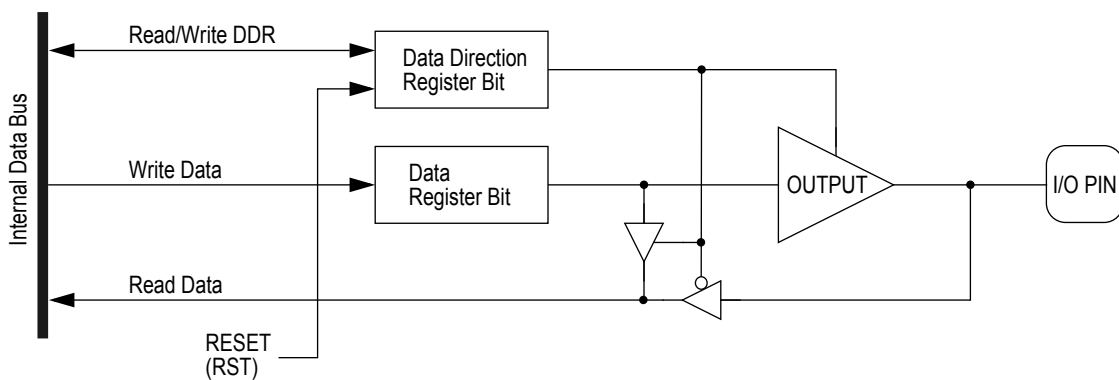 Internal Data Bus
Read/Write DDR
Data Direction
Register Bit
Write Data
Data
Register Bit
OUTPUT
I/O PIN
Read Data
RESET
(RST)